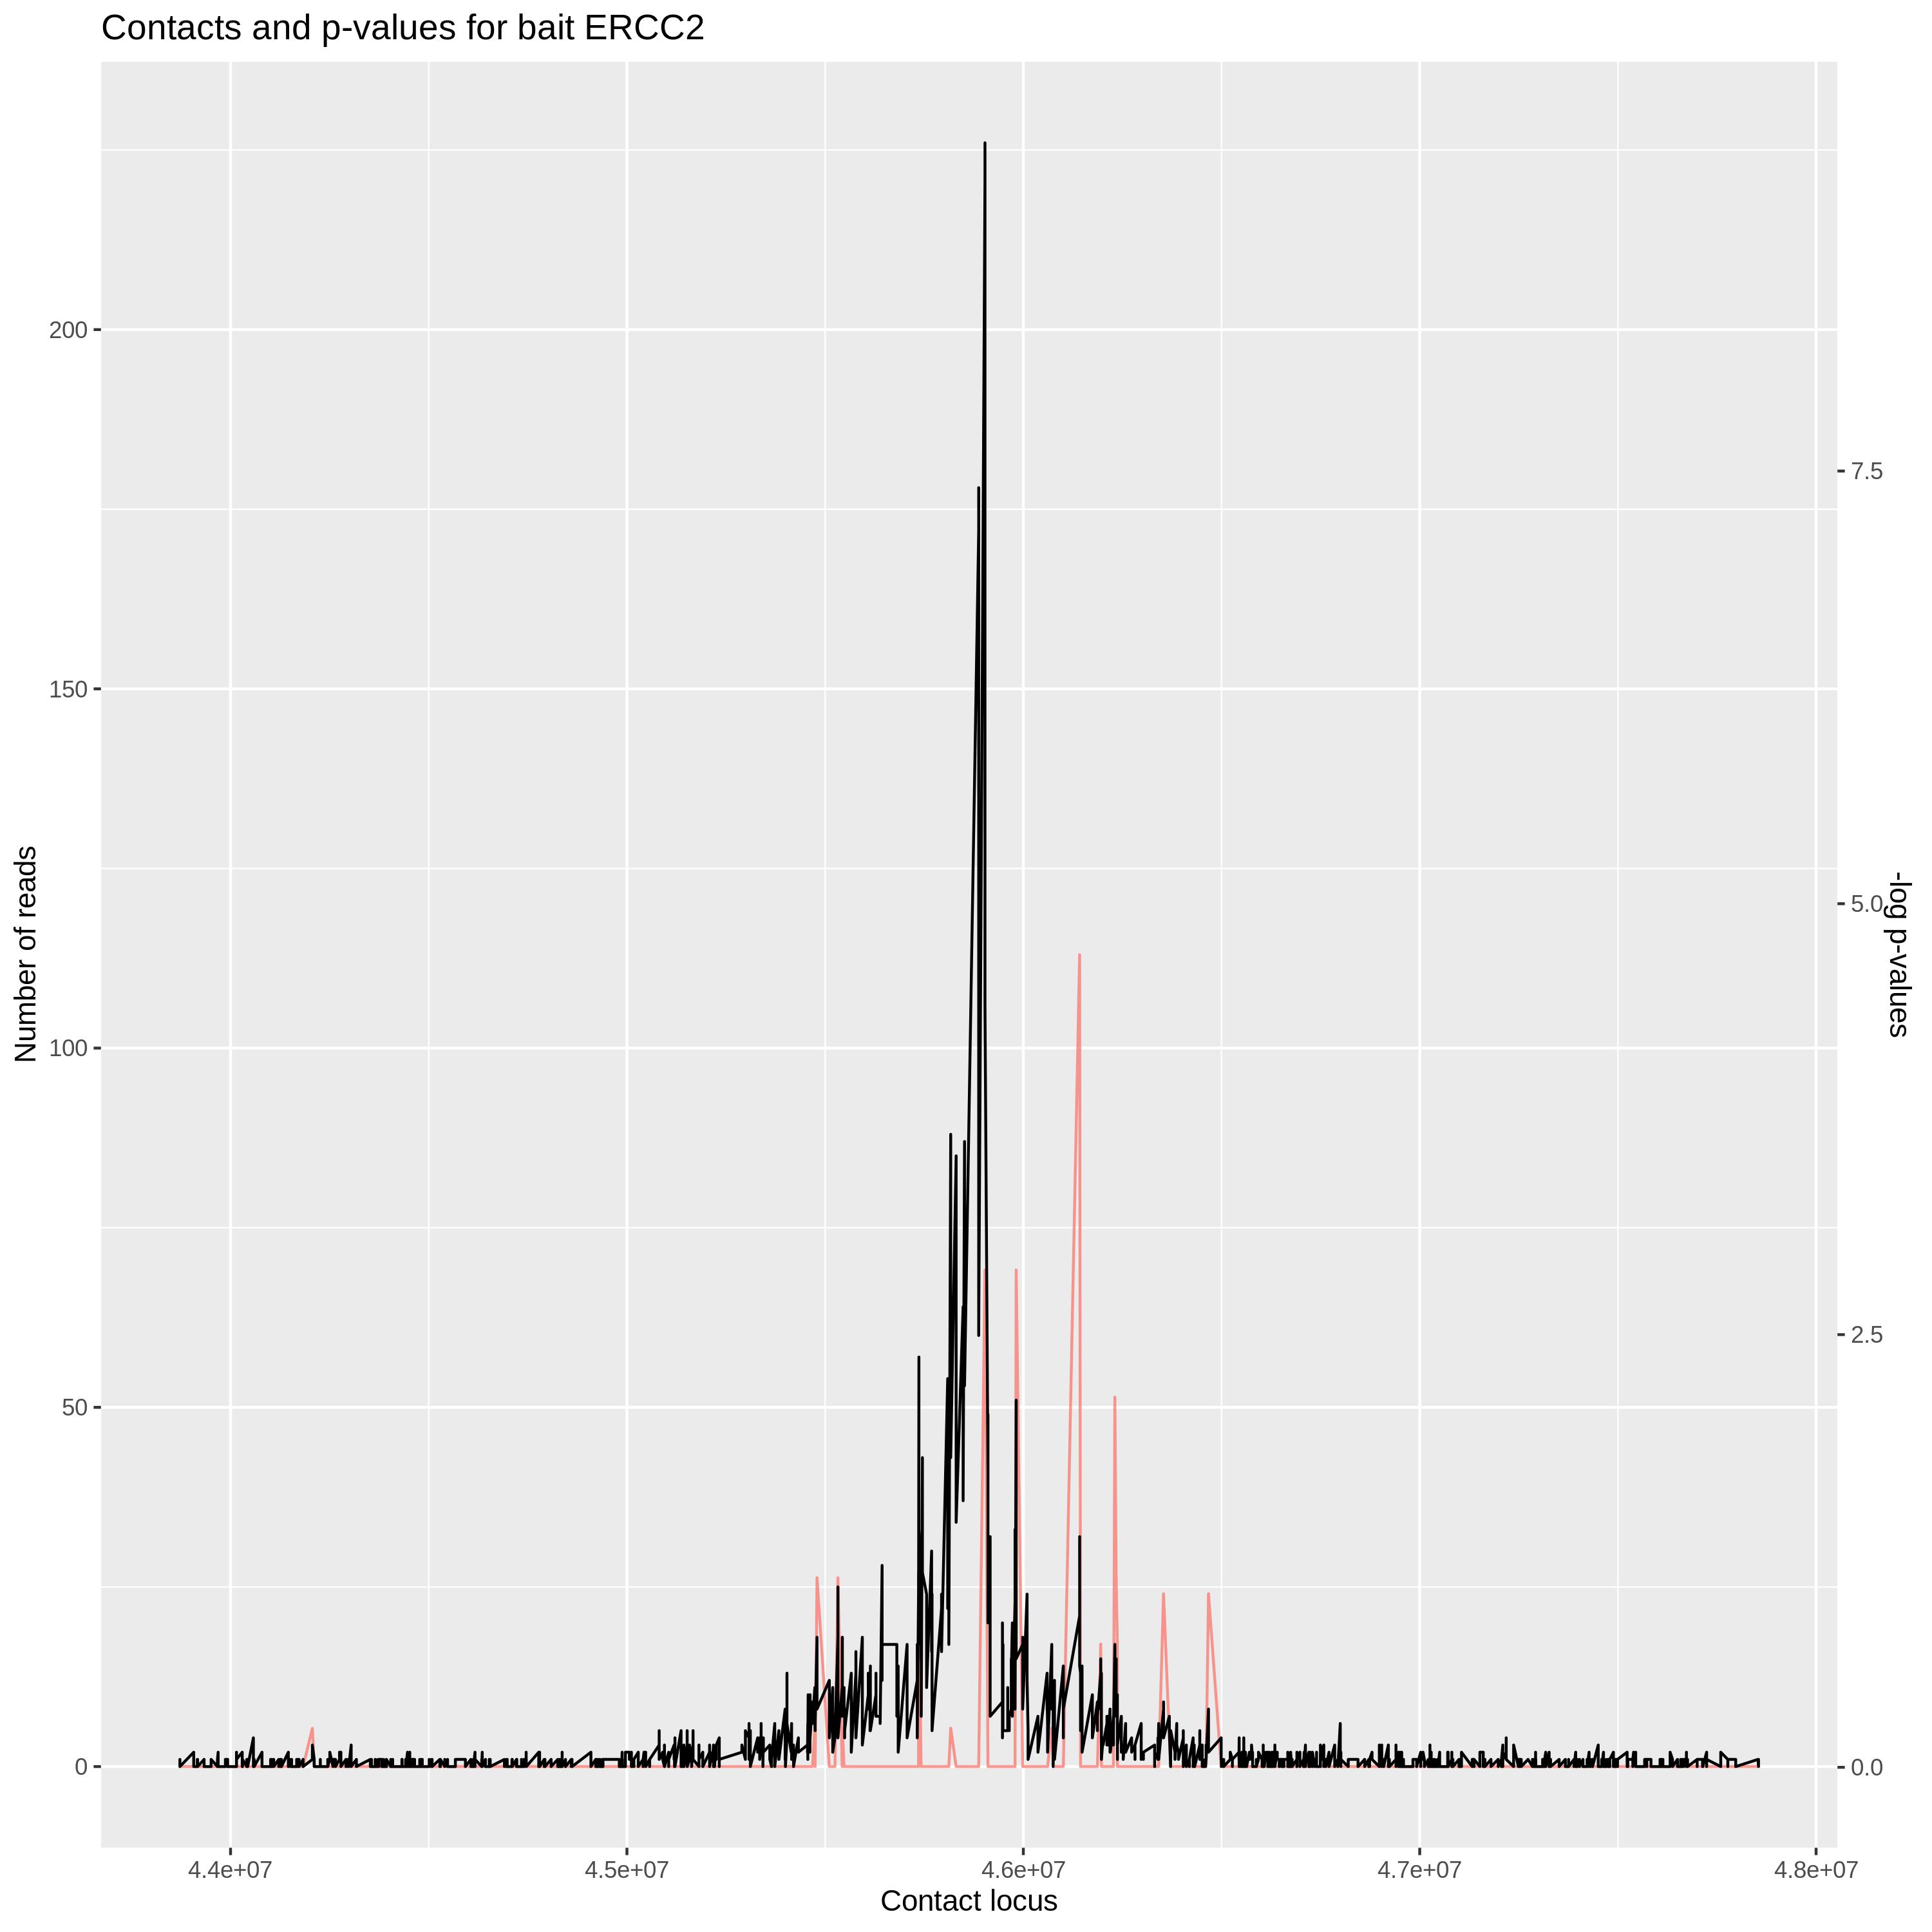 Contacts and p-values for bait ERCC2
Number of reads
200
150
100
50
0
7.5
5.0
2.5
0.0
-log p-values
4.4e+07 4.5e+07 4.6e+07 4.7e+07 4.8e+07
Contact locus